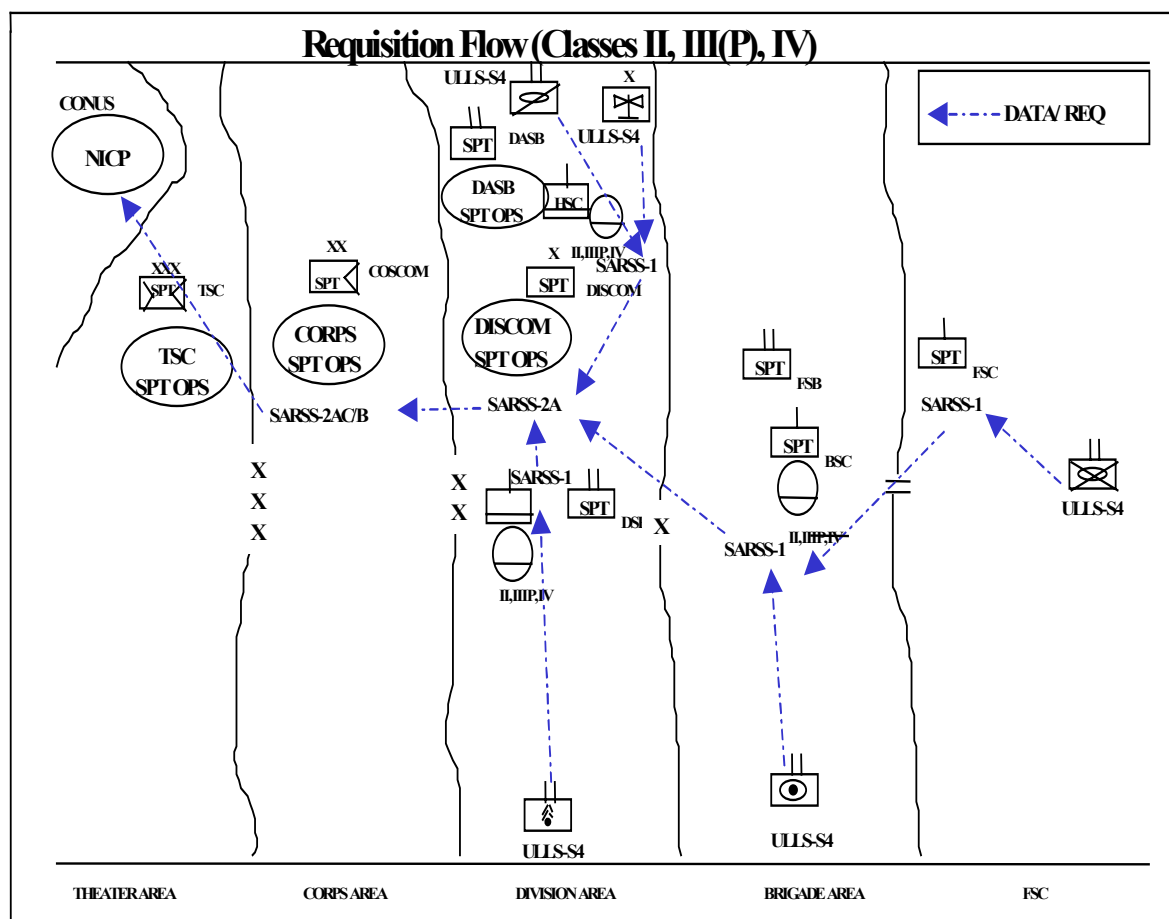 Requisition Flow (Classes II, III(P), IV)
ULLS-S4
X
CONUS
NICP
SPT
DASB
ULLS-S4
DATA/ REQ
DASB
SPT OPS
HSC
II,IIIP,IV
SARSS-1
XX
SPT
COSCOM
X
SPT
DISCOM
XXX
SPT
TSC
CORPS
SPT OPS
DISCOM
SPT OPS
TSC
SPT OPS
SPT
FSB
SPT
FSC
SARSS-2AC/B
SARSS-2A
SARSS-1
SPT
BSC
X
X
X
X
X
SARSS-1
SPT
DSI
X
ULLS-S4
SARSS-1
II,IIIP,IV
II,IIIP,IV
ULLS-S4
ULLS-S4
THEATER AREA
CORPS AREA
DIVISION AREA
BRIGADE AREA
FSC